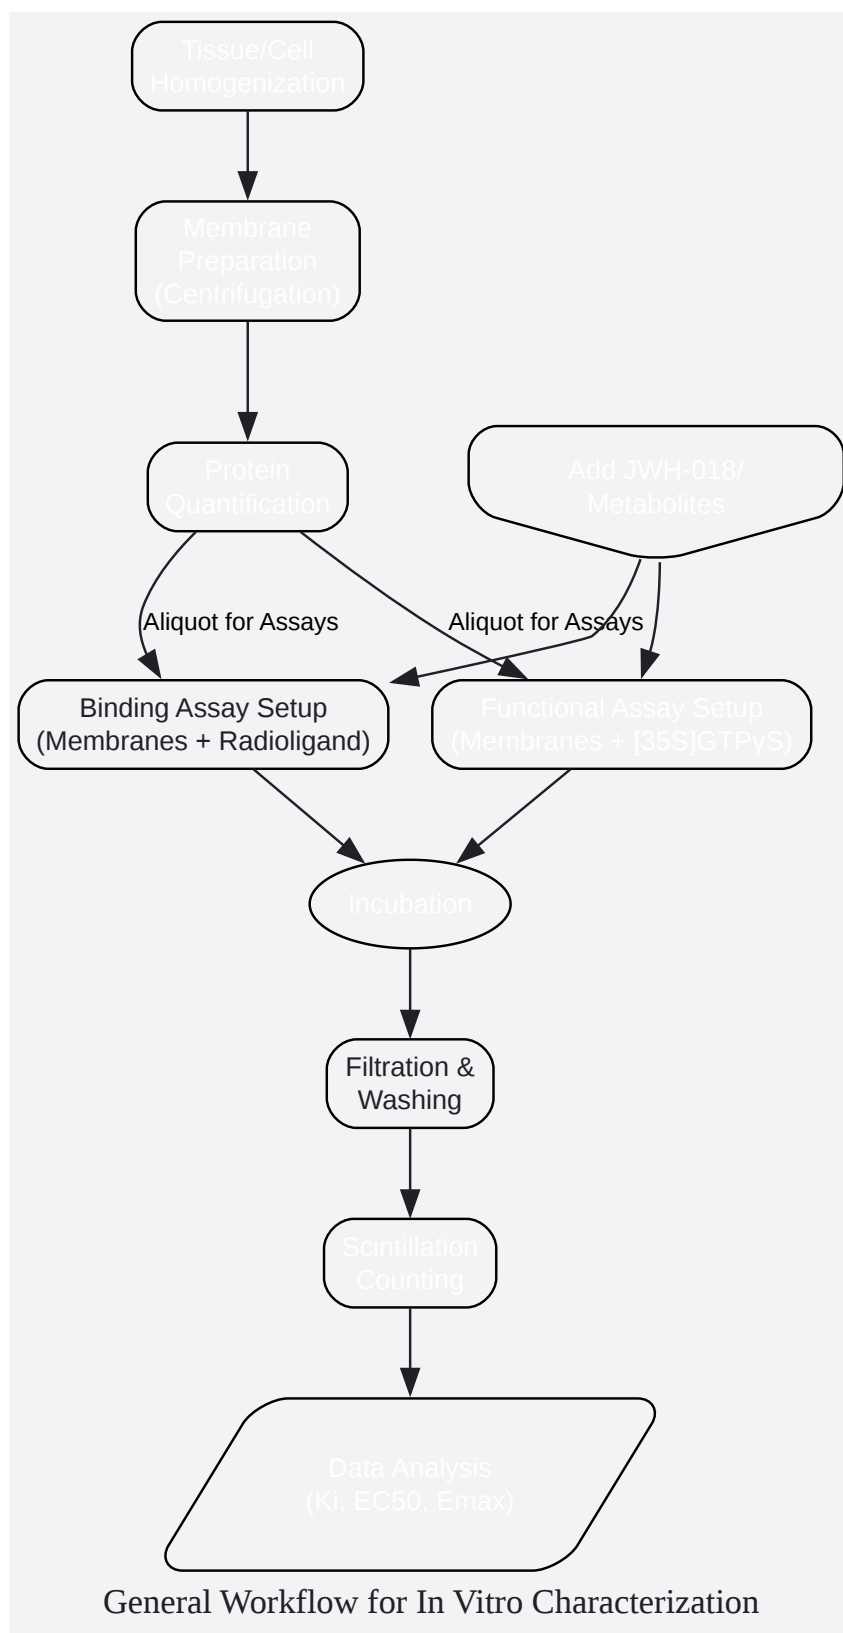 Tissue/Cell
Homogenization
Membrane
Preparation
(Centrifugation)
Protein
Quantification
Add JWH-018/
Metabolites
Aliquot for Assays
Aliquot for Assays
Binding Assay Setup
(Membranes + Radioligand)
Functional Assay Setup
(Membranes + [35S]GTPγS)
Incubation
Filtration &
Washing
Scintillation
Counting
Data Analysis
(Ki, EC50, Emax)
General Workflow for In Vitro Characterization